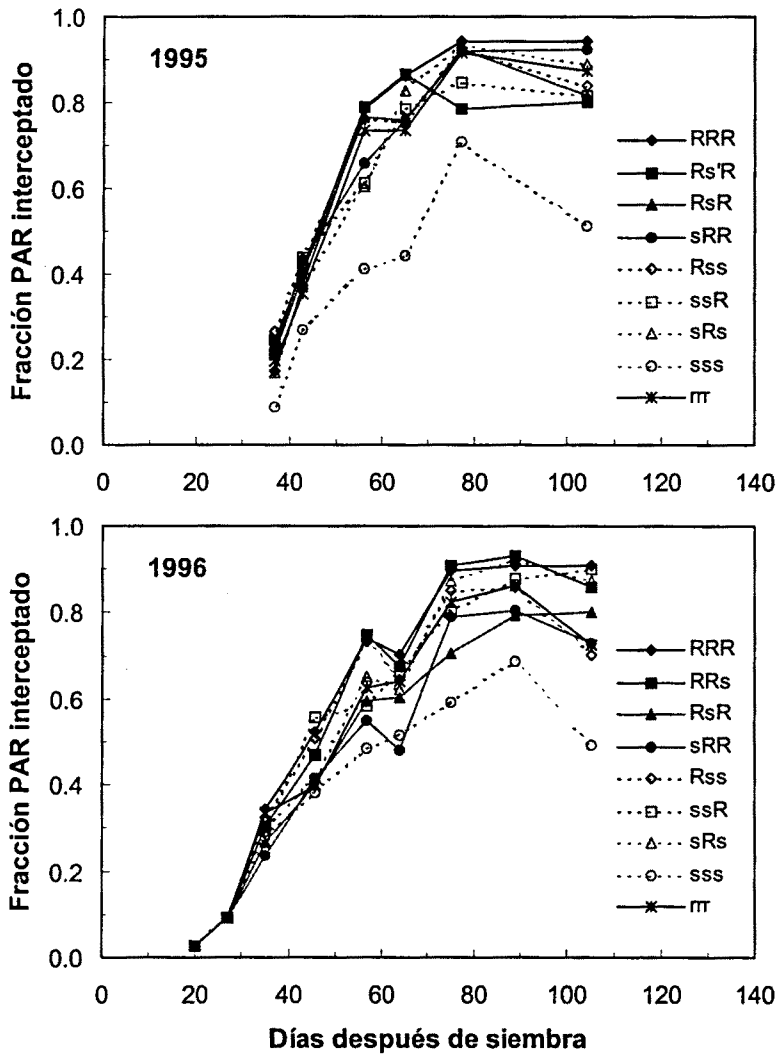 1995
Fracción PAR interceptado
1.0
0.8
0.6
0.4
0.2
0.0
0 20 40 60 80 100 120 140
RRR
Rs'R
RsR
sRR
Rss
ssR
sRs
sss
rrr
1996
Fracción PAR interceptado
1.0
0.8
0.6
0.4
0.2
0.0
0 20 40 60 80 100 120 140
RRR
RRs
RsR
sRR
Rss
ssR
sRs
sss
rrr
Días después de siembra